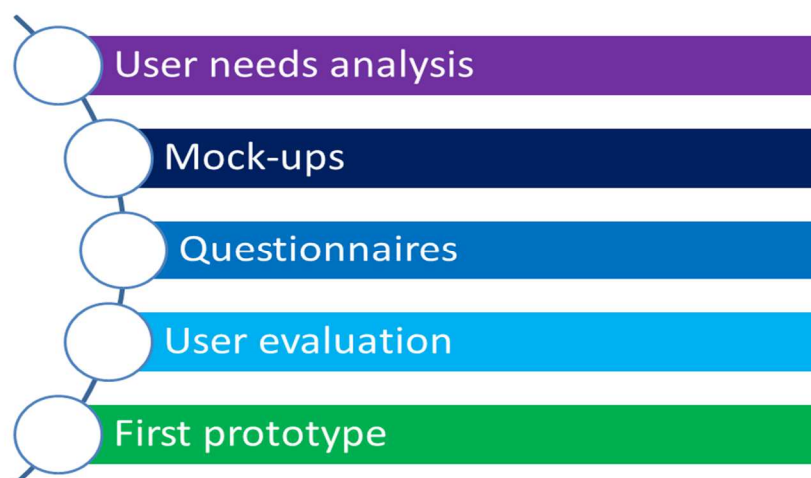 User needs analysis
Mock-ups
Questionnaires
User evaluation
First prototype